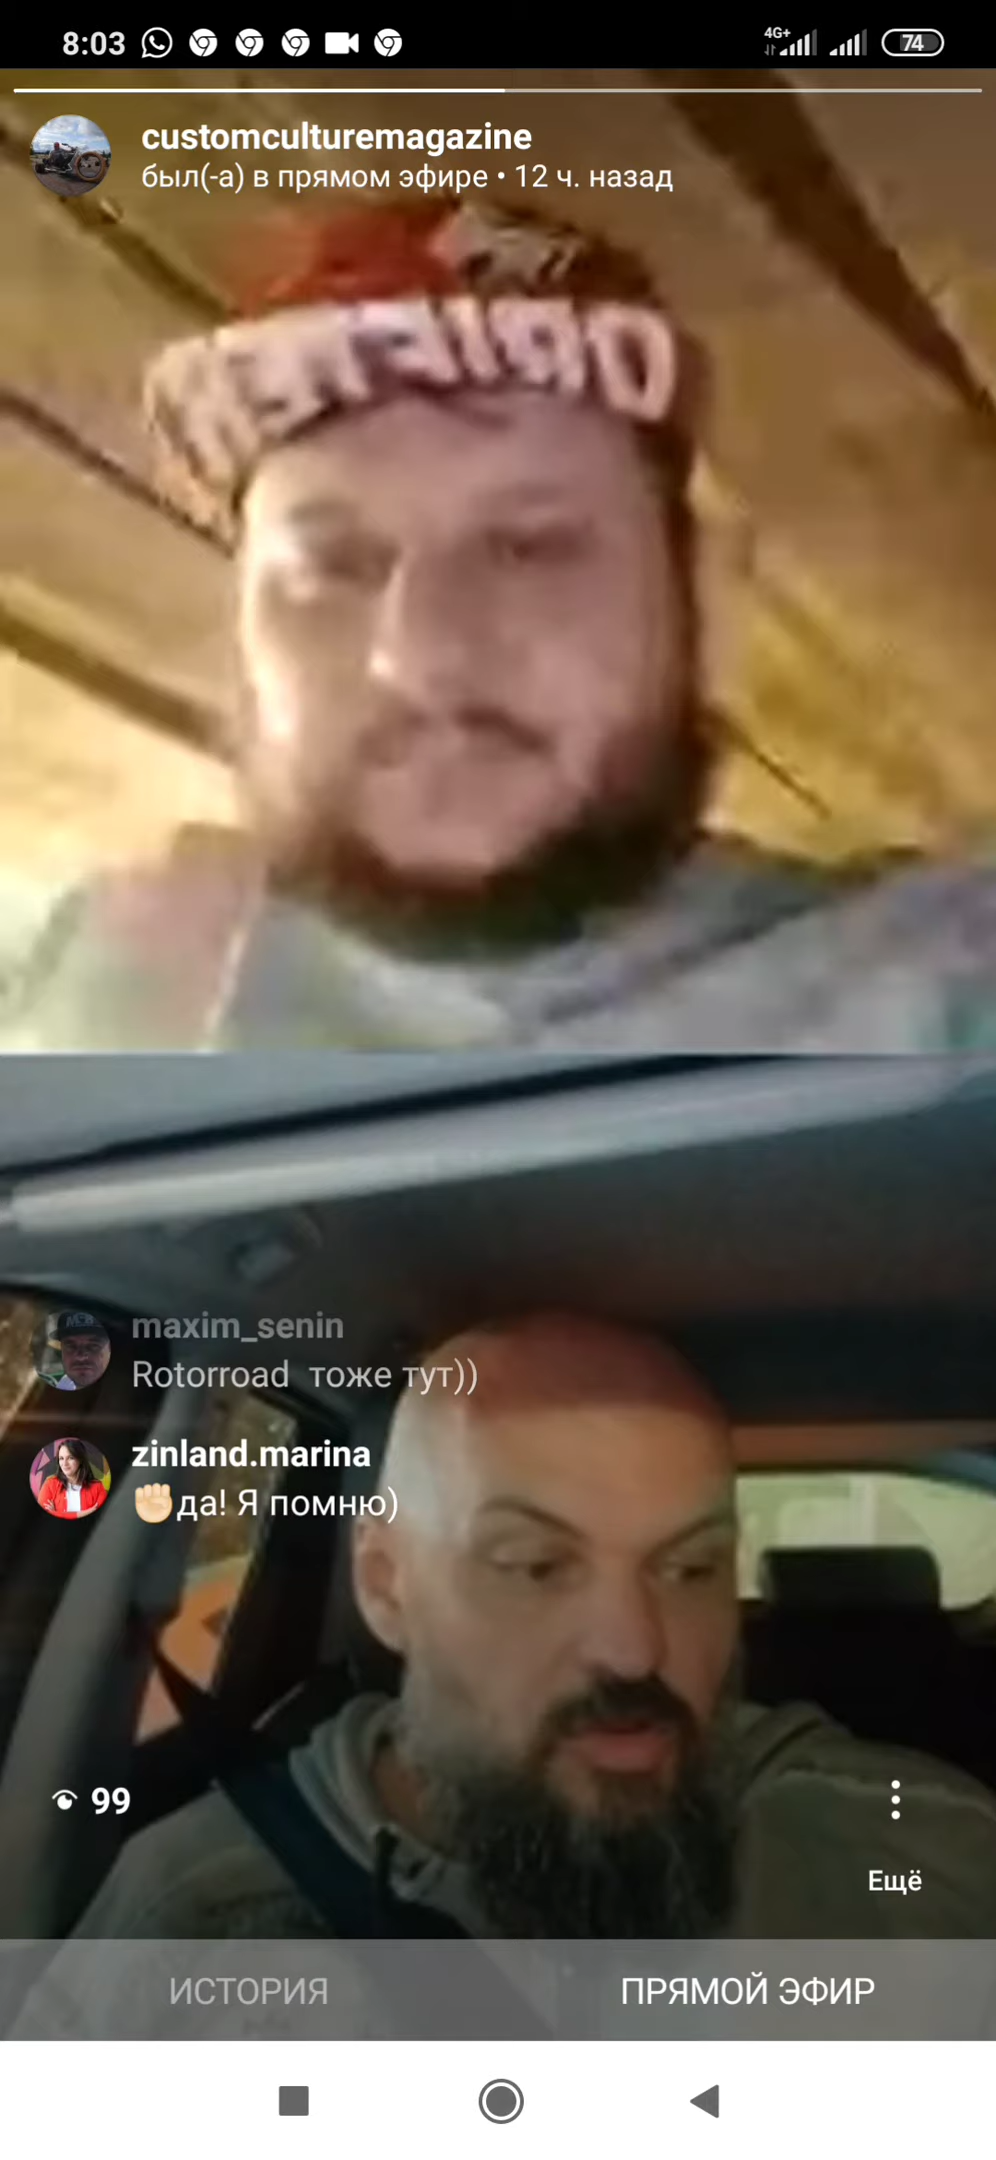 8:03
4G+
74
customculturemagazine
был(-а) в прямом эфире • 12 ч. назад
maxim_senin
Rotorroad тоже тут))
zinland.marina
✊🏼да! Я помню)
99
Ещё
ИСТОРИЯ
ПРЯМОЙ ЭФИР